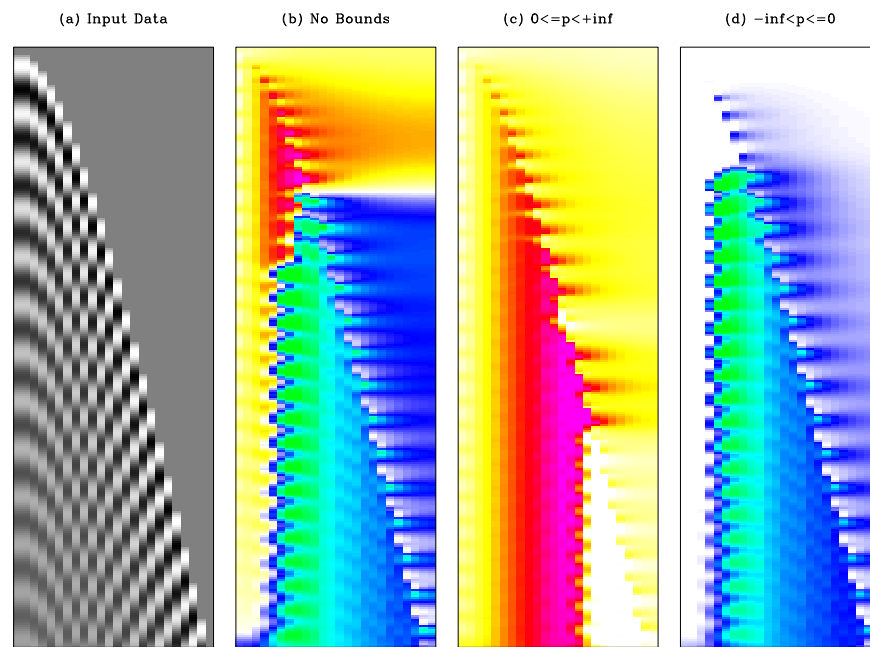 (a) Input Data
(b) No Bounds
(c) 0<=p<+inf
(d) -inf<p<=0